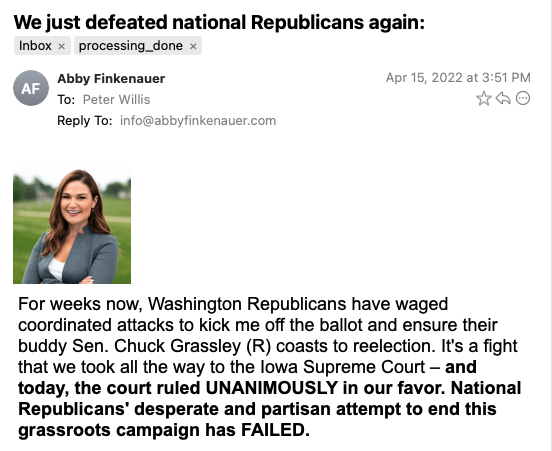 We just defeated national Republicans again:
Inbox × processing_done ×
AF
Abby Finkenauer
Apr 15, 2022 at 3:51 PM
To: Peter Willis
Reply To: info@abbyfinkenauer.com
For weeks now, Washington Republicans have waged
coordinated attacks to kick me off the ballot and ensure their
buddy Sen. Chuck Grassley (R) coasts to reelection. It's a fight
that we took all the way to the Iowa Supreme Court – and
today, the court ruled UNANIMOUSLY in our favor. National
Republicans' desperate and partisan attempt to end this
grassroots campaign has FAILED.